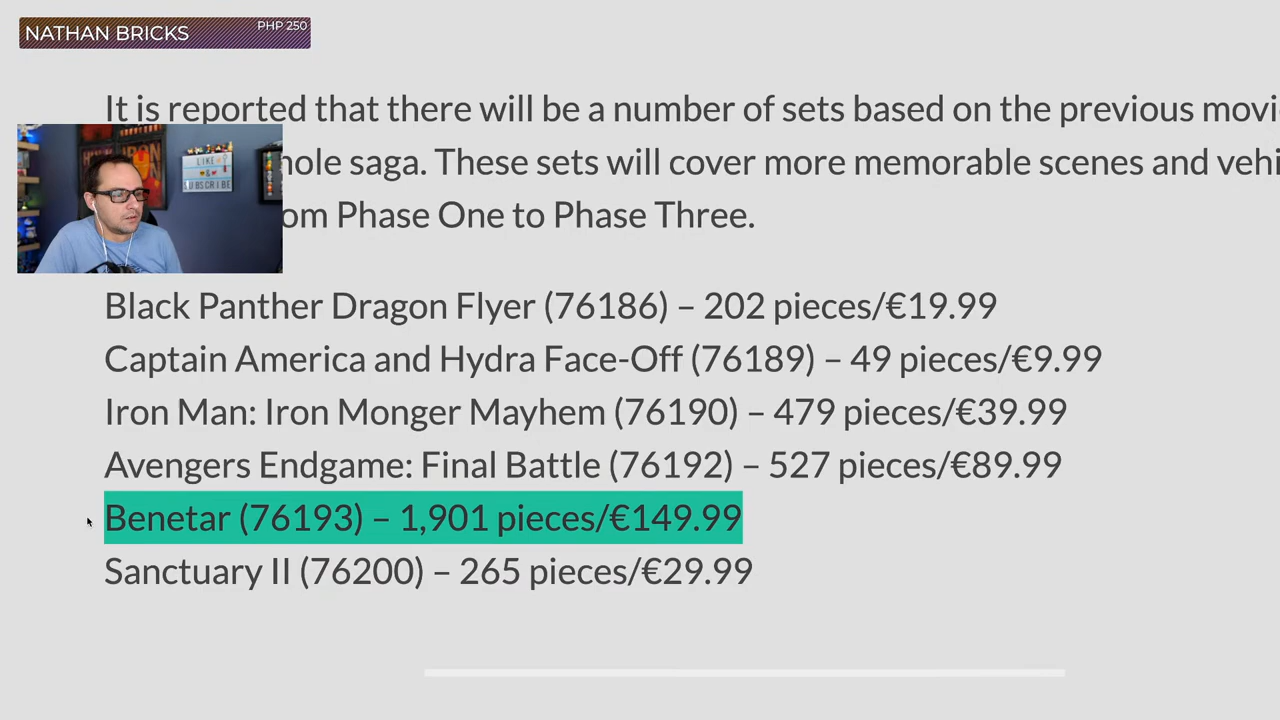 NATHAN BRICKS
PHP 250
It is reported that there will be a number of sets based on the previous movi
hole saga. These sets will cover more memorable scenes and vehi
om Phase One to Phase Three.
LIKE
&
SUBSCRIBE
Black Panther Dragon Flyer (76186) – 202 pieces/€19.99
Captain America and Hydra Face-Off (76189) – 49 pieces/€9.99
Iron Man: Iron Monger Mayhem (76190) – 479 pieces/€39.99
Avengers Endgame: Final Battle (76192) – 527 pieces/€89.99
Benetar (76193) – 1,901 pieces/€149.99
Sanctuary II (76200) – 265 pieces/€29.99